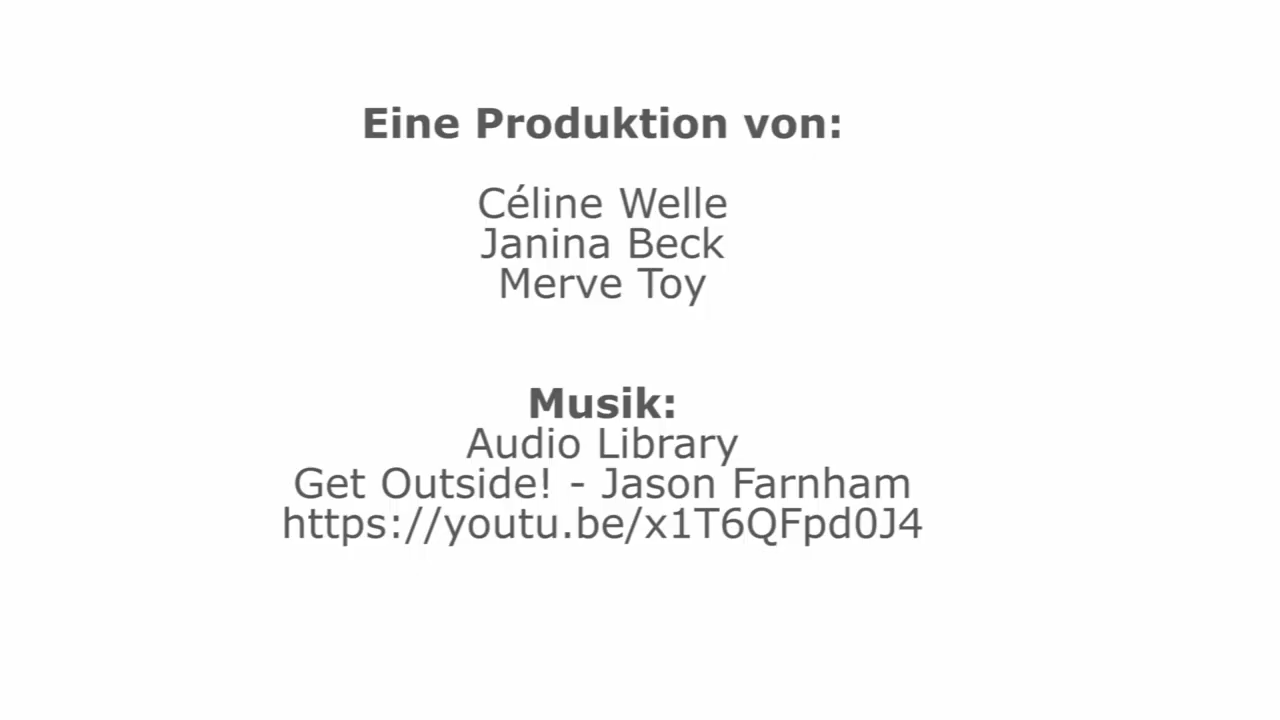 Eine Produktion von:
Céline Welle
Janina Beck
Merve Toy
Musik:
Audio Library
Get Outside! - Jason Farnham
https://youtu.be/x1T6QFpd0J4